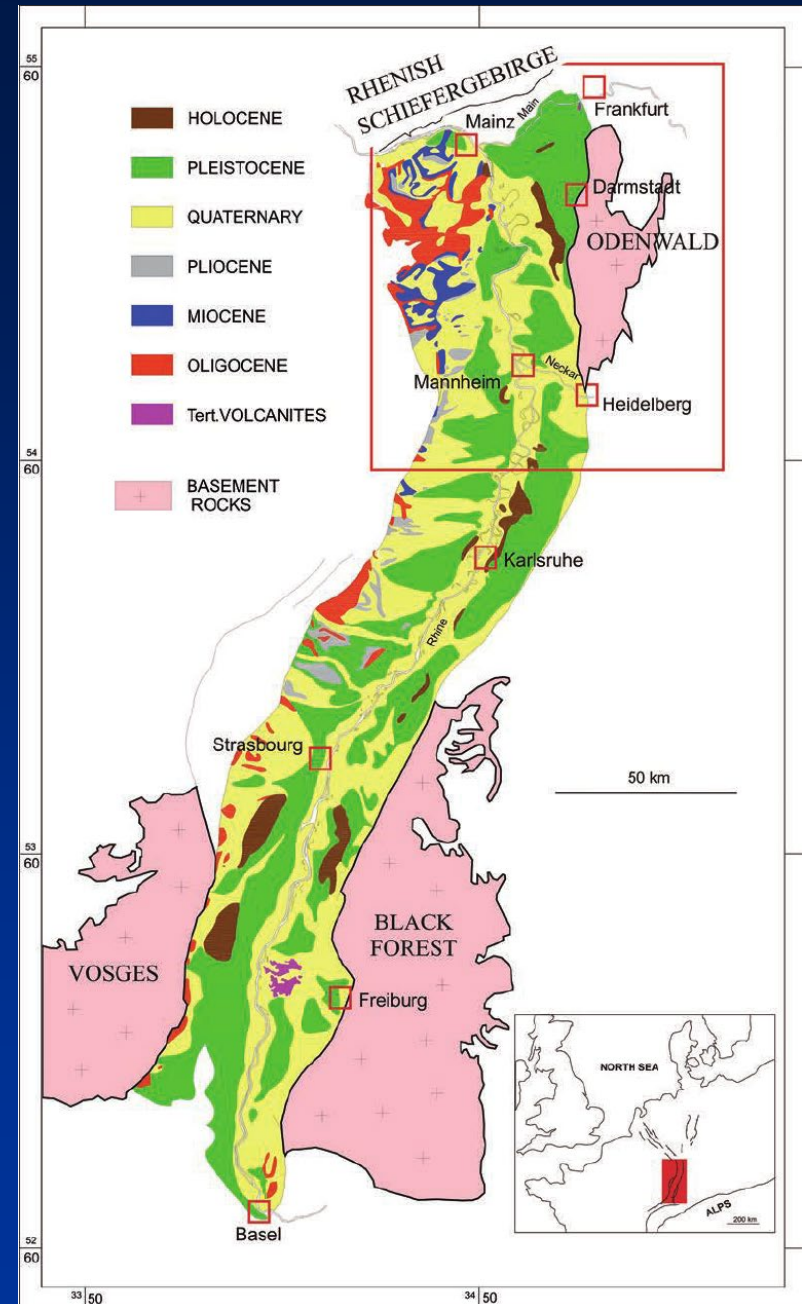 55
60
RHENISH
SCHIEFERGEBIRGE
Main
Frankfurt
Mainz
HOLOCENE
PLEISTOCENE
Darmstadt
QUATERNARY
ODENWALD
PLIOCENE
MIOCENE
OLIGOCENE
Neckar
Mannheim
Heidelberg
Tert.VOLCANITES
54
60
BASEMENT
ROCKS
Karlsruhe
Rhine
Strasbourg
50 km
53
60
BLACK
FOREST
VOSGES
Freiburg
NORTH SEA
ALPS
200 km
Basel
52
60
33 50
34 50